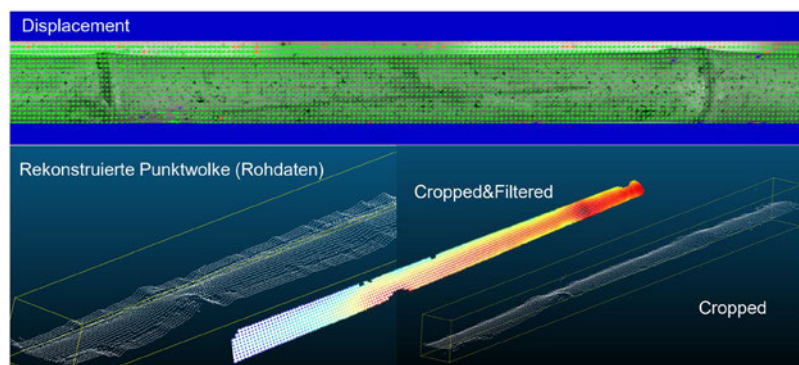 Displacement
Rekonstruierte Punktwolke (Rohdaten)
Cropped&Filtered
Cropped